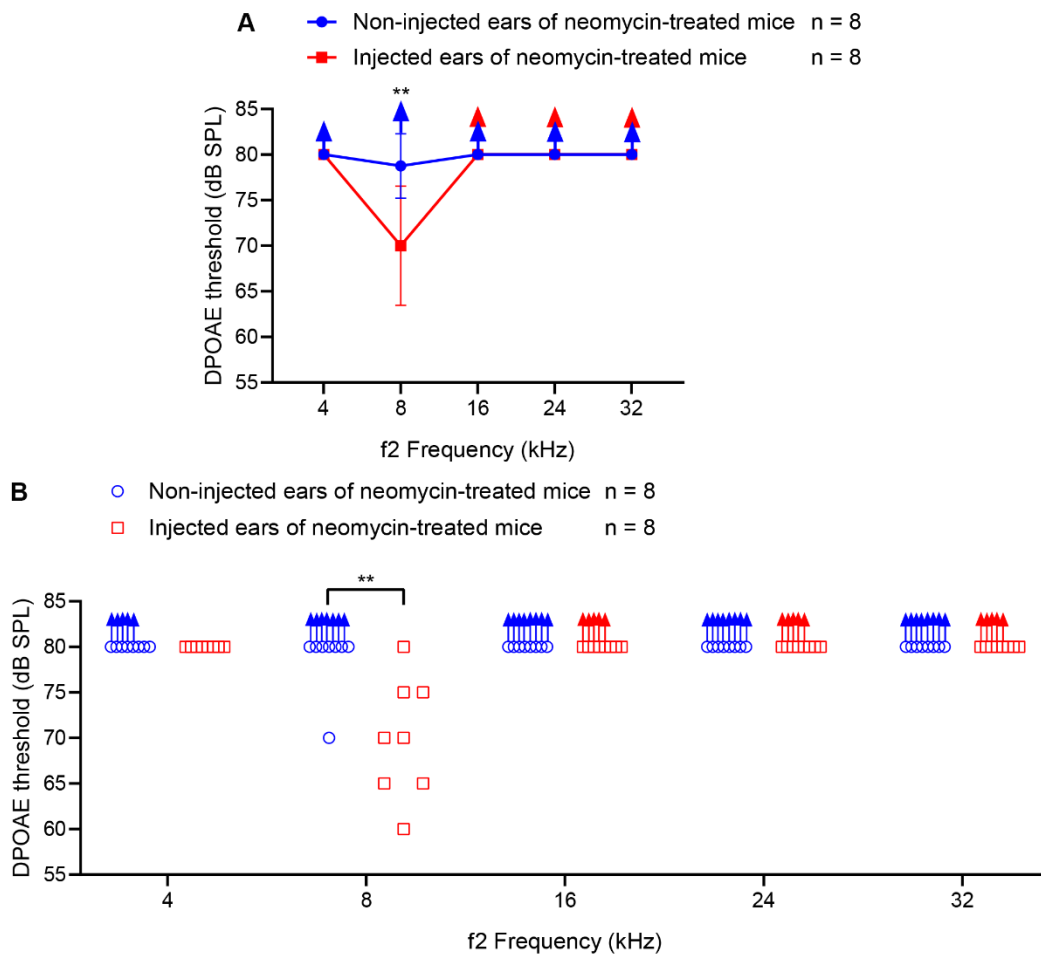 A
Non-injected ears of neomycin-treated mice n = 8
Injected ears of neomycin-treated mice n = 8
**
85
80
75
70
65
60
55
DPOAE threshold (dB SPL)
4 8 16 24 32
f2 Frequency (kHz)
B
Non-injected ears of neomycin-treated mice n = 8
Injected ears of neomycin-treated mice n = 8
**
85
80
75
70
65
60
55
DPOAE threshold (dB SPL)
4 8 16 24 32
f2 Frequency (kHz)